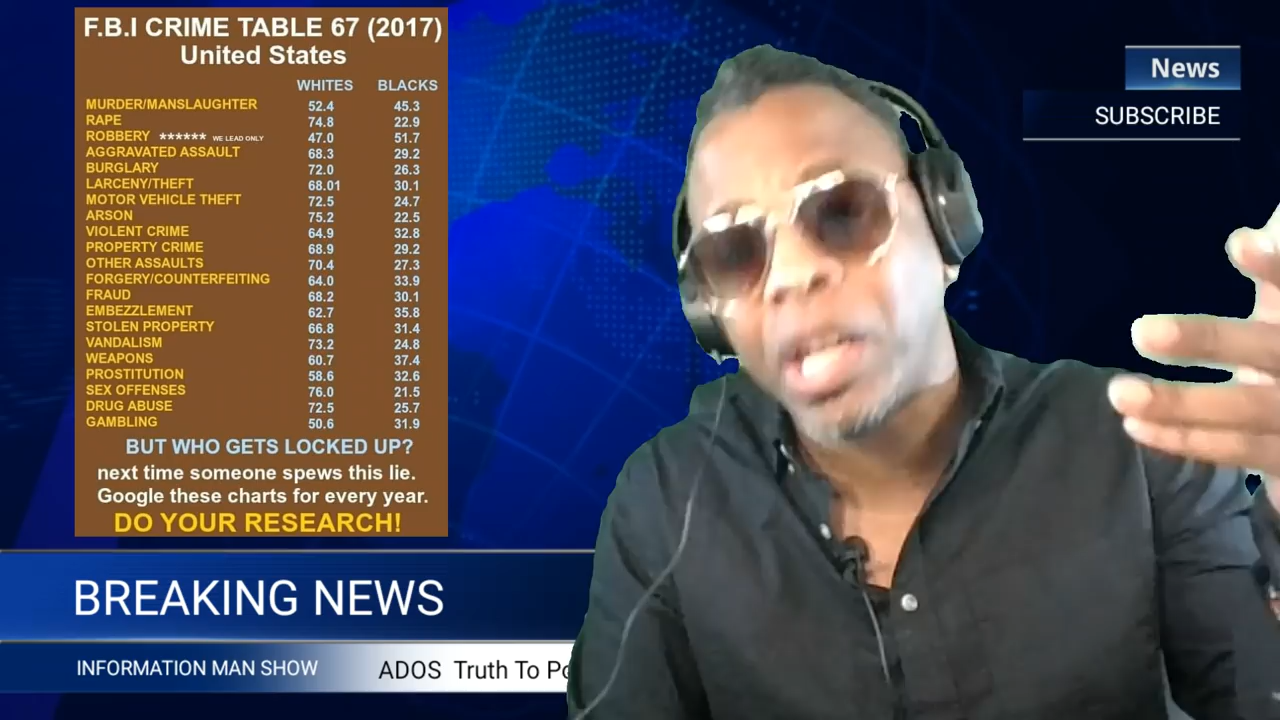 F.B.I CRIME TABLE 67 (2017)
United States
WHITES BLACKS
MURDER/MANSLAUGHTER 52.4 45.3
RAPE 74.8 22.9
ROBBERY ****** WE LEAD ONLY 47.0 51.7
AGGRAVATED ASSAULT 68.3 29.2
BURGLARY 72.0 26.3
LARCENY/THEFT 68.01 30.1
MOTOR VEHICLE THEFT 72.5 24.7
ARSON 75.2 22.5
VIOLENT CRIME 64.9 32.8
PROPERTY CRIME 68.9 29.2
OTHER ASSAULTS 70.4 27.3
FORGERY/COUNTERFEITING 64.0 33.9
FRAUD 68.2 30.1
EMBEZZLEMENT 62.7 35.8
STOLEN PROPERTY 66.8 31.4
VANDALISM 73.2 24.8
WEAPONS 60.7 37.4
PROSTITUTION 58.6 32.6
SEX OFFENSES 76.0 21.5
DRUG ABUSE 72.5 25.7
GAMBLING 50.6 31.9
BUT WHO GETS LOCKED UP?
next time someone spews this lie.
Google these charts for every year.
DO YOUR RESEARCH!
News
SUBSCRIBE
BREAKING NEWS
INFORMATION MAN SHOW ADOS Truth To